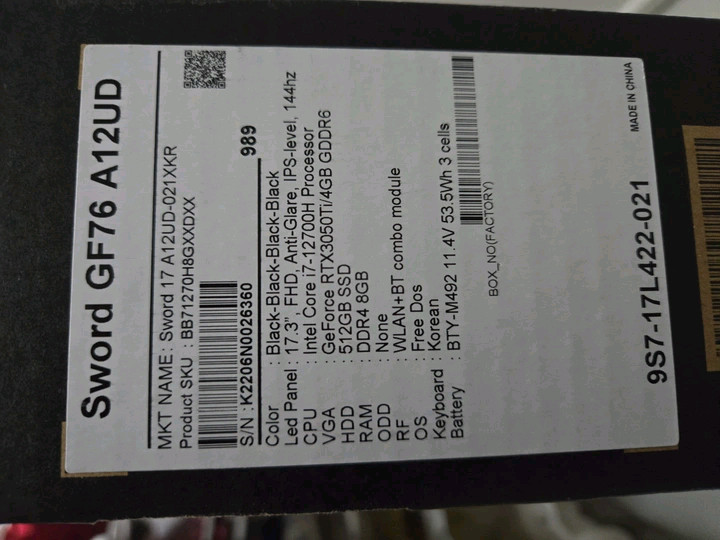 Sword GF76 A12UD
MKT NAME : Sword 17 A12UD-021XKR
Product SKU : BB71270H8GXXDXX
S/N : K2206N0026360
989
Color : Black-Black-Black-Black
Led Panel : 17.3", FHD, Anti-Glare, IPS-level, 144hz
CPU : Intel Core i7-12700H Processor
VGA : GeForce RTX3050Ti/4GB GDDR6
HDD : 512GB SSD
RAM : DDR4 8GB
ODD : None
RF : WLAN+BT combo module
OS : Free Dos
Keyboard : Korean
Battery : BTY-M492 11.4V 53.5Wh 3 cells
BOX_NO(FACTORY)
9S7-17L422-021
MADE IN CHINA